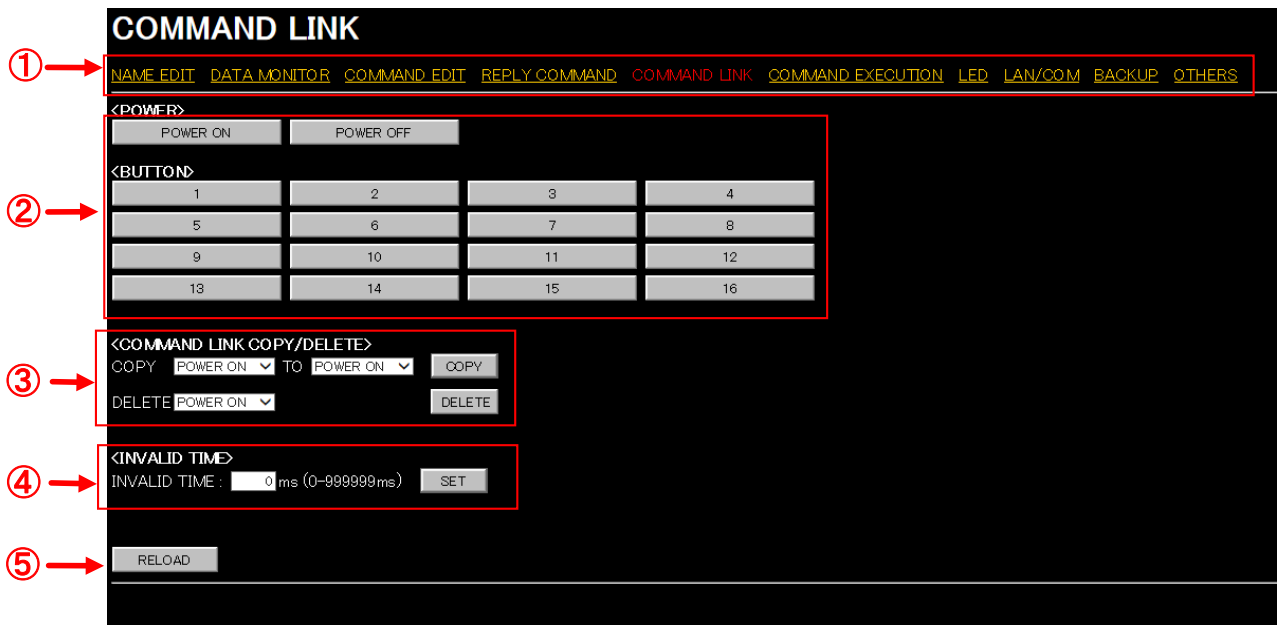 COMMAND LINK
① NAME EDIT DATA MONITOR COMMAND EDIT REPLY COMMAND COMMAND LINK COMMAND EXECUTION LED LAN/COM BACKUP OTHERS
<POWER>
POWER ON POWER OFF
<BUTTON>
1 2 3 4
② 5 6 7 8
9 10 11 12
13 14 15 16
<COMMAND LINK COPY/DELETE>
COPY POWER ON TO POWER ON COPY
③
DELETE POWER ON DELETE
<INVALID TIME>
④ INVALID TIME : 0 ms (0-999999ms) SET
⑤ RELOAD